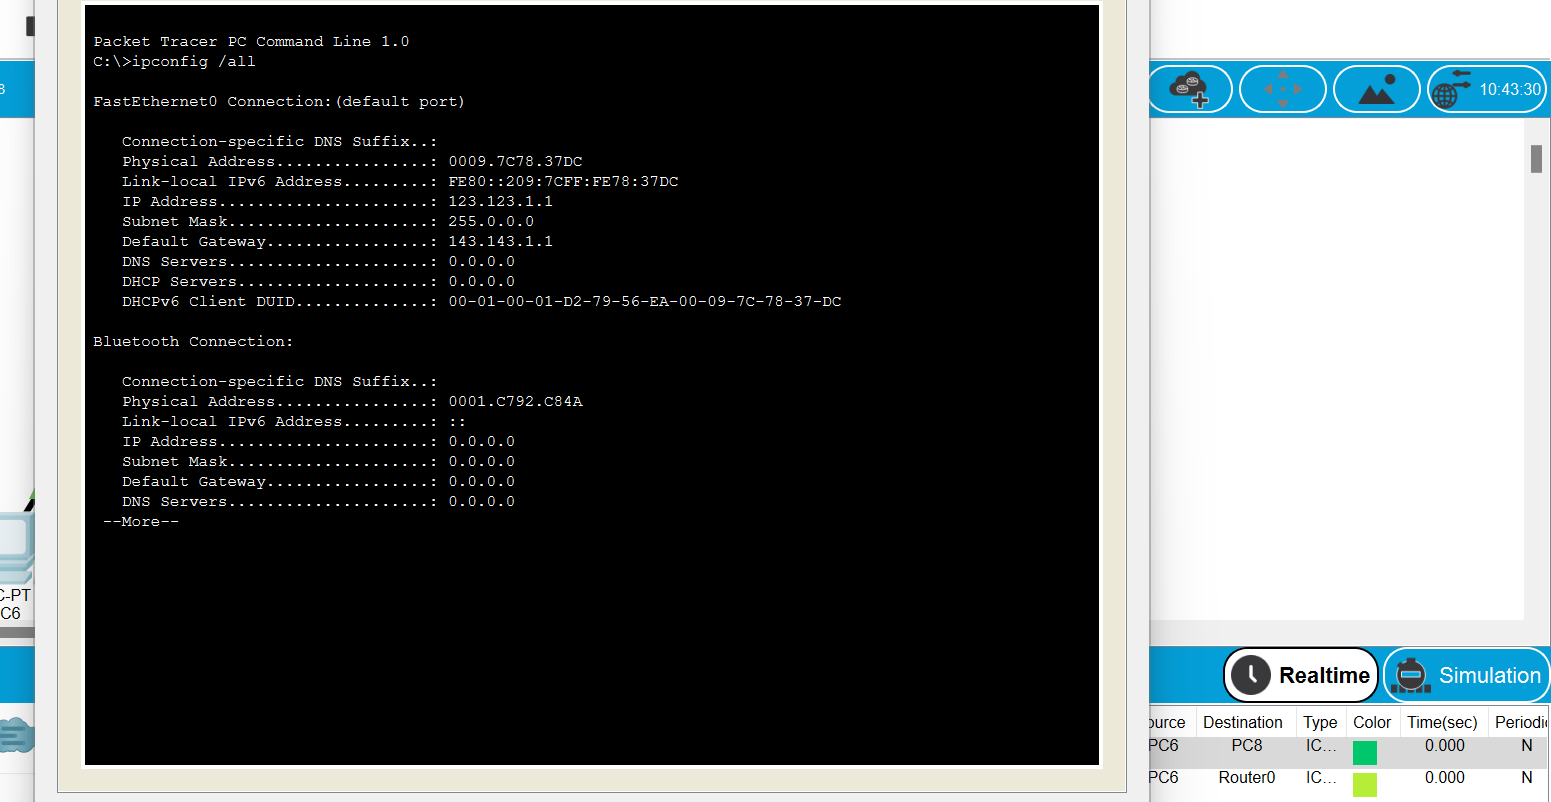 Packet Tracer PC Command Line 1.0
C:\>ipconfig /all
FastEthernet0 Connection:(default port)
Connection-specific DNS Suffix..:
Physical Address................: 0009.7C78.37DC
Link-local IPv6 Address.........: FE80::209:7CFF:FE78:37DC
IP Address......................: 123.123.1.1
Subnet Mask.....................: 255.0.0.0
Default Gateway.................: 143.143.1.1
DNS Servers.....................: 0.0.0.0
DHCP Servers....................: 0.0.0.0
DHCPv6 Client DUID..............: 00-01-00-01-D2-79-56-EA-00-09-7C-78-37-DC
Bluetooth Connection:
Connection-specific DNS Suffix..:
Physical Address................: 0001.C792.C84A
Link-local IPv6 Address.........: ::
IP Address......................: 0.0.0.0
Subnet Mask.....................: 0.0.0.0
Default Gateway.................: 0.0.0.0
DNS Servers.....................: 0.0.0.0
--More--
C-PT
C6
10:43:30
Realtime
Simulation
ource Destination Type Color Time(sec) Periodi
PC6 PC8 IC... 0.000 N
PC6 Router0 IC... 0.000 N